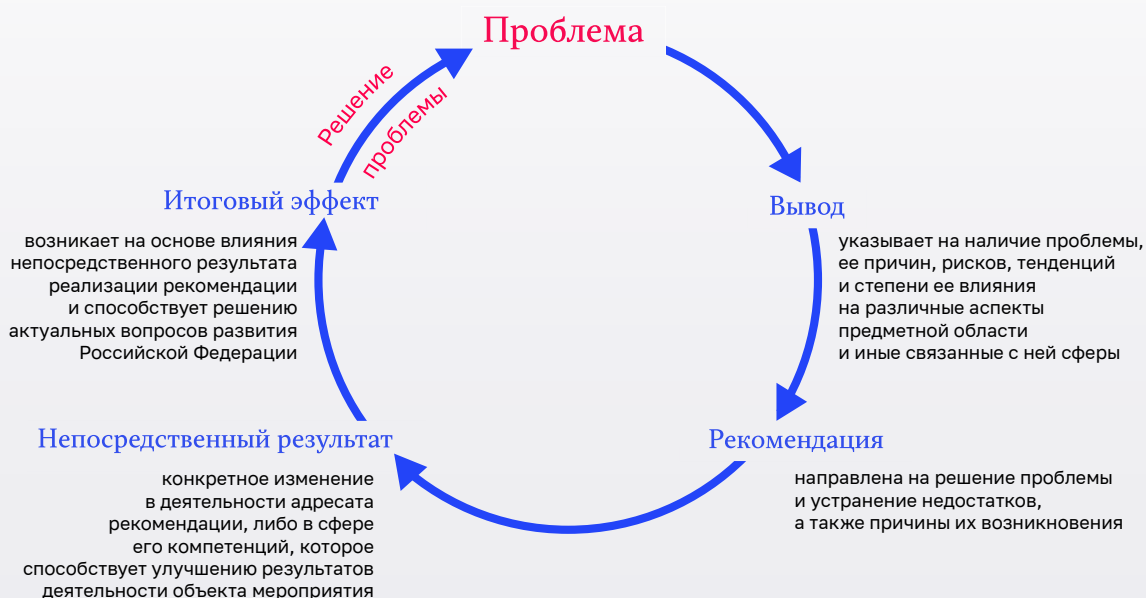 Проблема
Решение
проблемы
Итоговый эффект
возникает на основе влияния
непосредственного результата
реализации рекомендации
и способствует решению
актуальных вопросов развития
Российской Федерации
Вывод
указывает на наличие проблемы,
ее причин, рисков, тенденций
и степени ее влияния
на различные аспекты
предметной области
и иные связанные с ней сферы
Непосредственный результат
конкретное изменение
в деятельности адресата
рекомендации, либо в сфере
его компетенций, которое
способствует улучшению результатов
деятельности объекта мероприятия
Рекомендация
направлена на решение проблемы
и устранение недостатков,
а также причины их возникновения